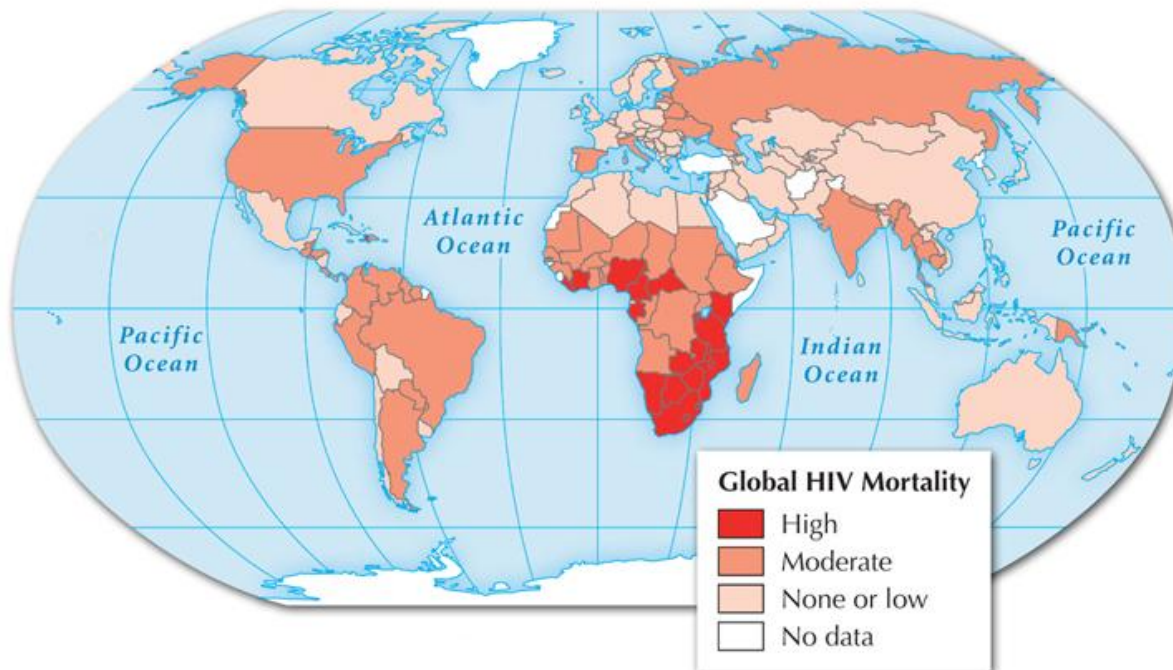 Atlantic
Ocean
Pacific
Ocean
Pacific
Ocean
Indian
Ocean
Global HIV Mortality
High
Moderate
None or low
No data